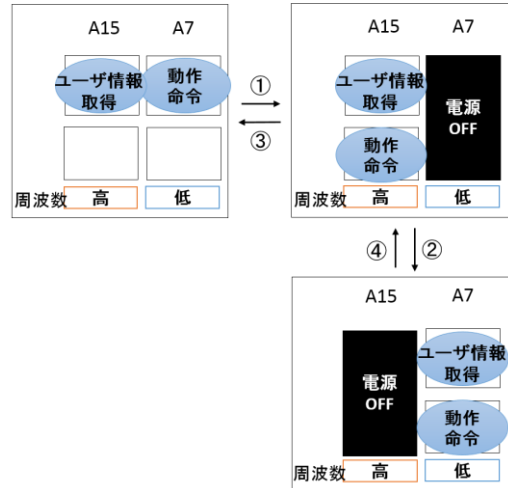 A15 A7
ユーザ情報
取得
動作
命令
周波数 高 低
①
③
A15 A7
ユーザ情報
取得
動作
命令
電源
OFF
周波数 高 低
④ ②
A15 A7
電源
OFF
ユーザ情報
取得
動作
命令
周波数 高 低